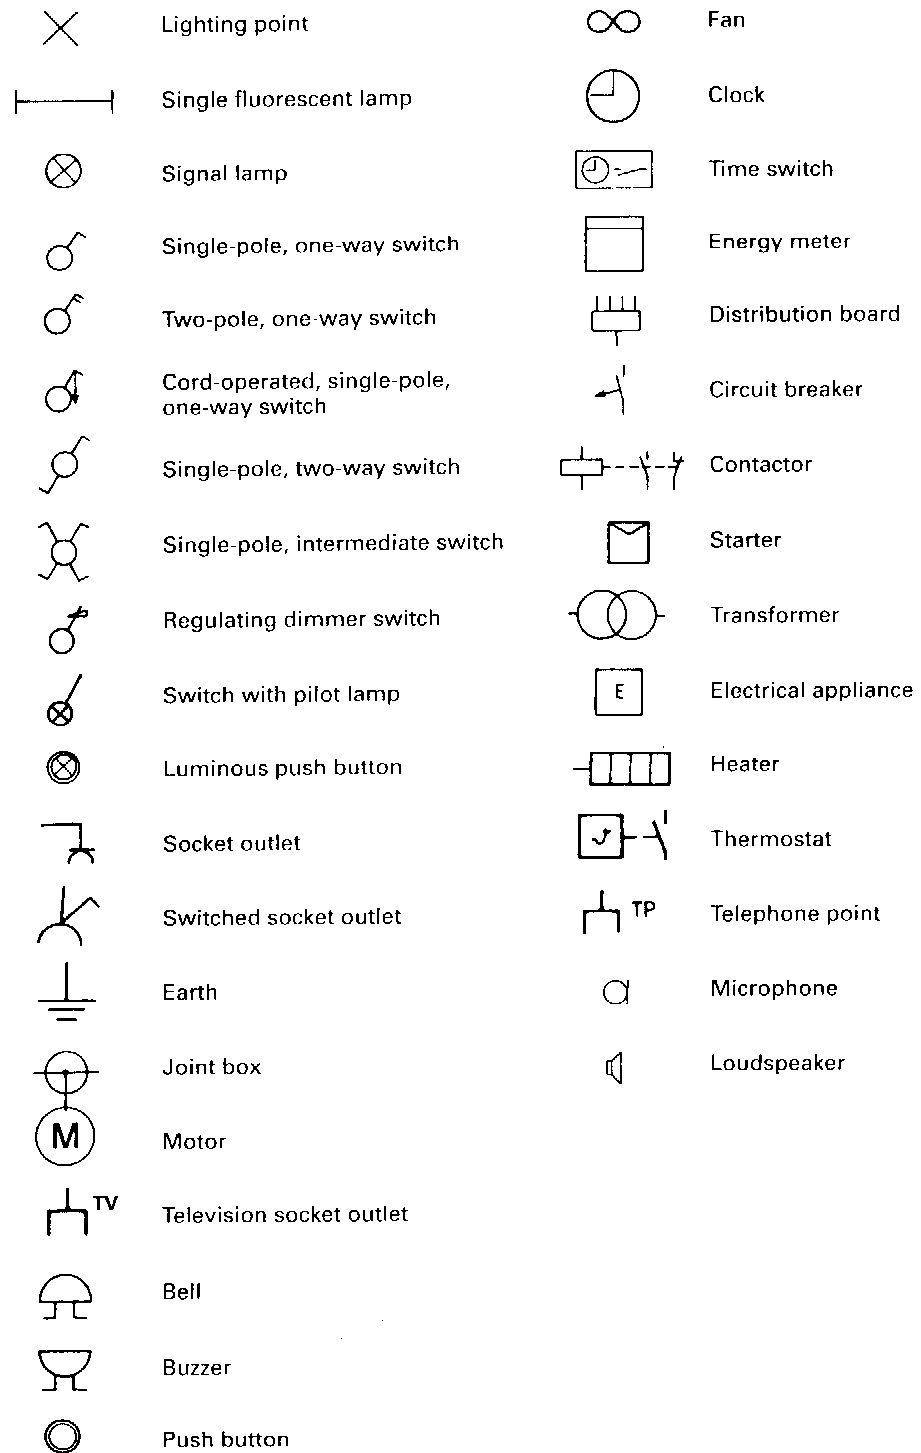 Lighting point
Single fluorescent lamp
Signal lamp
Single-pole, one-way switch
Two-pole, one-way switch
Cord-operated, single-pole,
one-way switch
Single-pole, two-way switch
Single-pole, intermediate switch
Regulating dimmer switch
Switch with pilot lamp
Luminous push button
Socket outlet
Switched socket outlet
Earth
Joint box
M
Motor
TV
Television socket outlet
Bell
Buzzer
Push button
Fan
Clock
Time switch
Energy meter
Distribution board
Circuit breaker
Contactor
Starter
Transformer
E
Electrical appliance
Heater
Thermostat
TP
Telephone point
Microphone
Loudspeaker